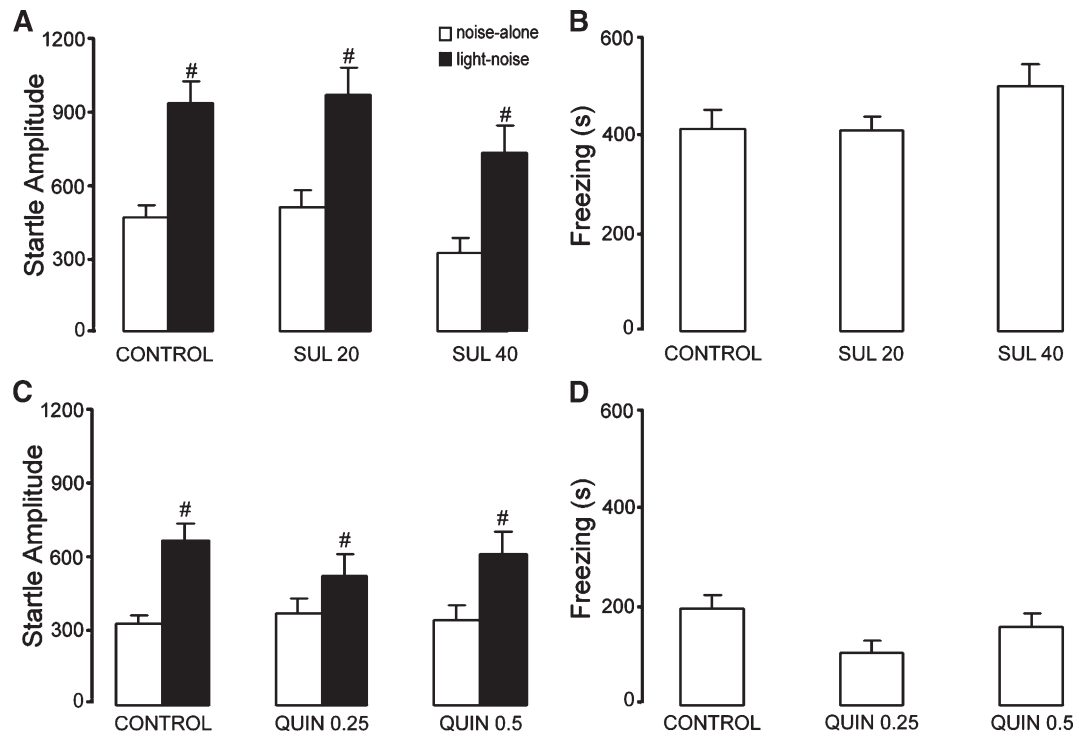 A
Startle Amplitude
1200
900
600
300
0
noise-alone
light-noise
#
#
#
CONTROL
SUL 20
SUL 40
B
Freezing (s)
600
400
200
0
CONTROL
SUL 20
SUL 40
C
Startle Amplitude
1200
900
600
300
0
#
#
#
CONTROL
QUIN 0.25
QUIN 0.5
D
Freezing (s)
600
400
200
0
CONTROL
QUIN 0.25
QUIN 0.5